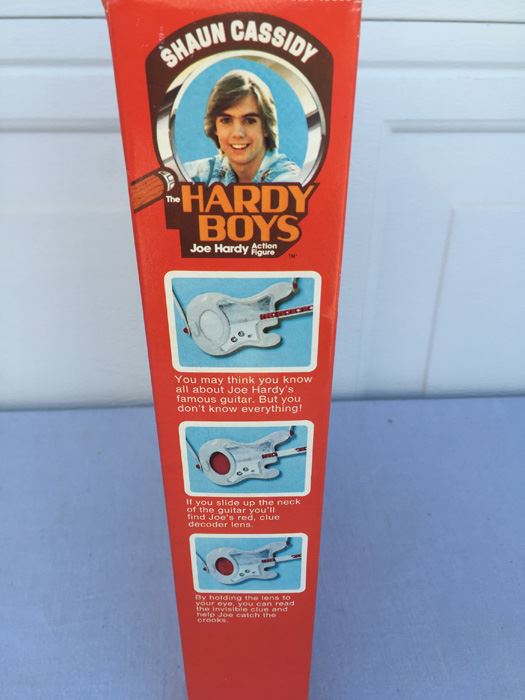 SHAUN CASSIDY
The HARDY
BOYS
Joe Hardy Action Figure TM
You may think you know
all about Joe Hardy's
famous guitar. But you
don't know everything!
If you slide up the neck
of the guitar you'll
find Joe's red, clue
decoder lens.
By holding the lens to
your eye, you can read
the invisible clue and
help Joe catch the
crooks.